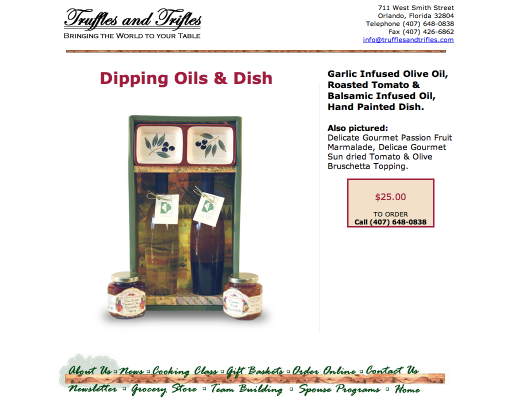 Truffles and Trifles
Bringing the World to your Table
711 West Smith Street
Orlando, Florida 32804
Telephone (407) 648-0838
Fax (407) 426-6862
info@trufflesandtrifles.com
Dipping Oils & Dish
Garlic Infused Olive Oil,
Roasted Tomato &
Balsamic Infused Oil,
Hand Painted Dish.
Also pictured:
Delicate Gourmet Passion Fruit
Marmalade, Delicae Gourmet
Sun dried Tomato & Olive
Bruschetta Topping.
$25.00
TO ORDER
Call (407) 648-0838
About Us News Cooking Class Gift Baskets Order Online Contact Us
Newsletter Grocery Store Team Building Spouse Programs Home